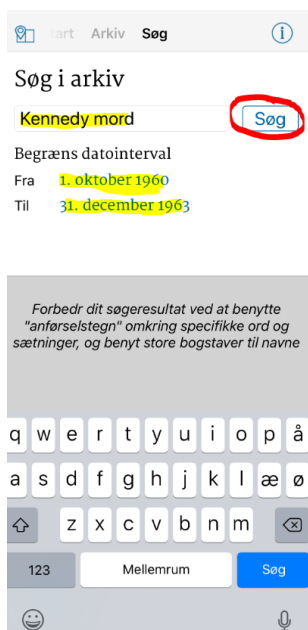 tart Arkiv Søg
Søg i arkiv
Kennedy mord Søg
Begræns datointerval
Fra 1. oktober 1960
Til 31. december 1963
Forbedr dit søgeresultat ved at benytte
"anførselstegn" omkring specifikke ord og
sætninger, og benyt store bogstaver til navne
q w e r t y u i o p å
a s d f g h j k l æ ø
z x c v b n m
123 Mellemrum Søg